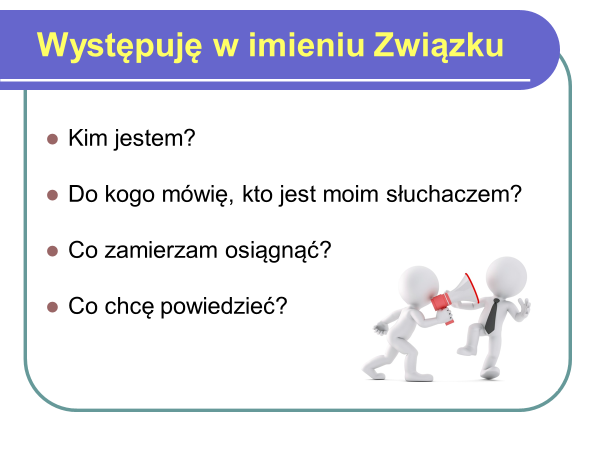 Występuję w imieniu Związku
Kim jestem?
Do kogo mówię, kto jest moim słuchaczem?
Co zamierzam osiągnąć?
Co chcę powiedzieć?